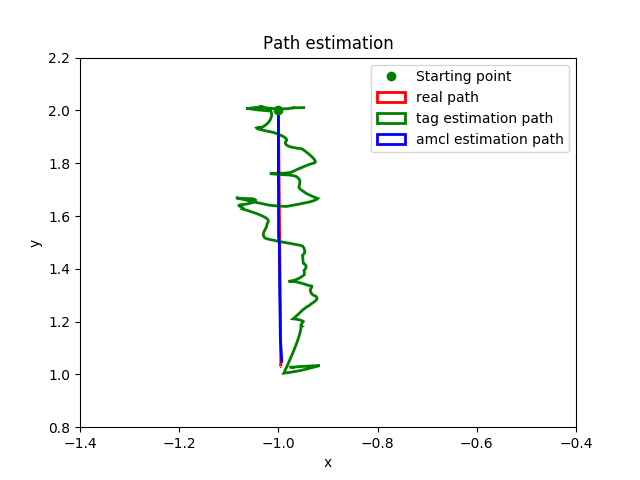 Path estimation
Starting point
real path
tag estimation path
amcl estimation path
2.2
2.0
1.8
1.6
1.4
1.2
1.0
0.8
y
−1.4 −1.2 −1.0 −0.8 −0.6 −0.4
x